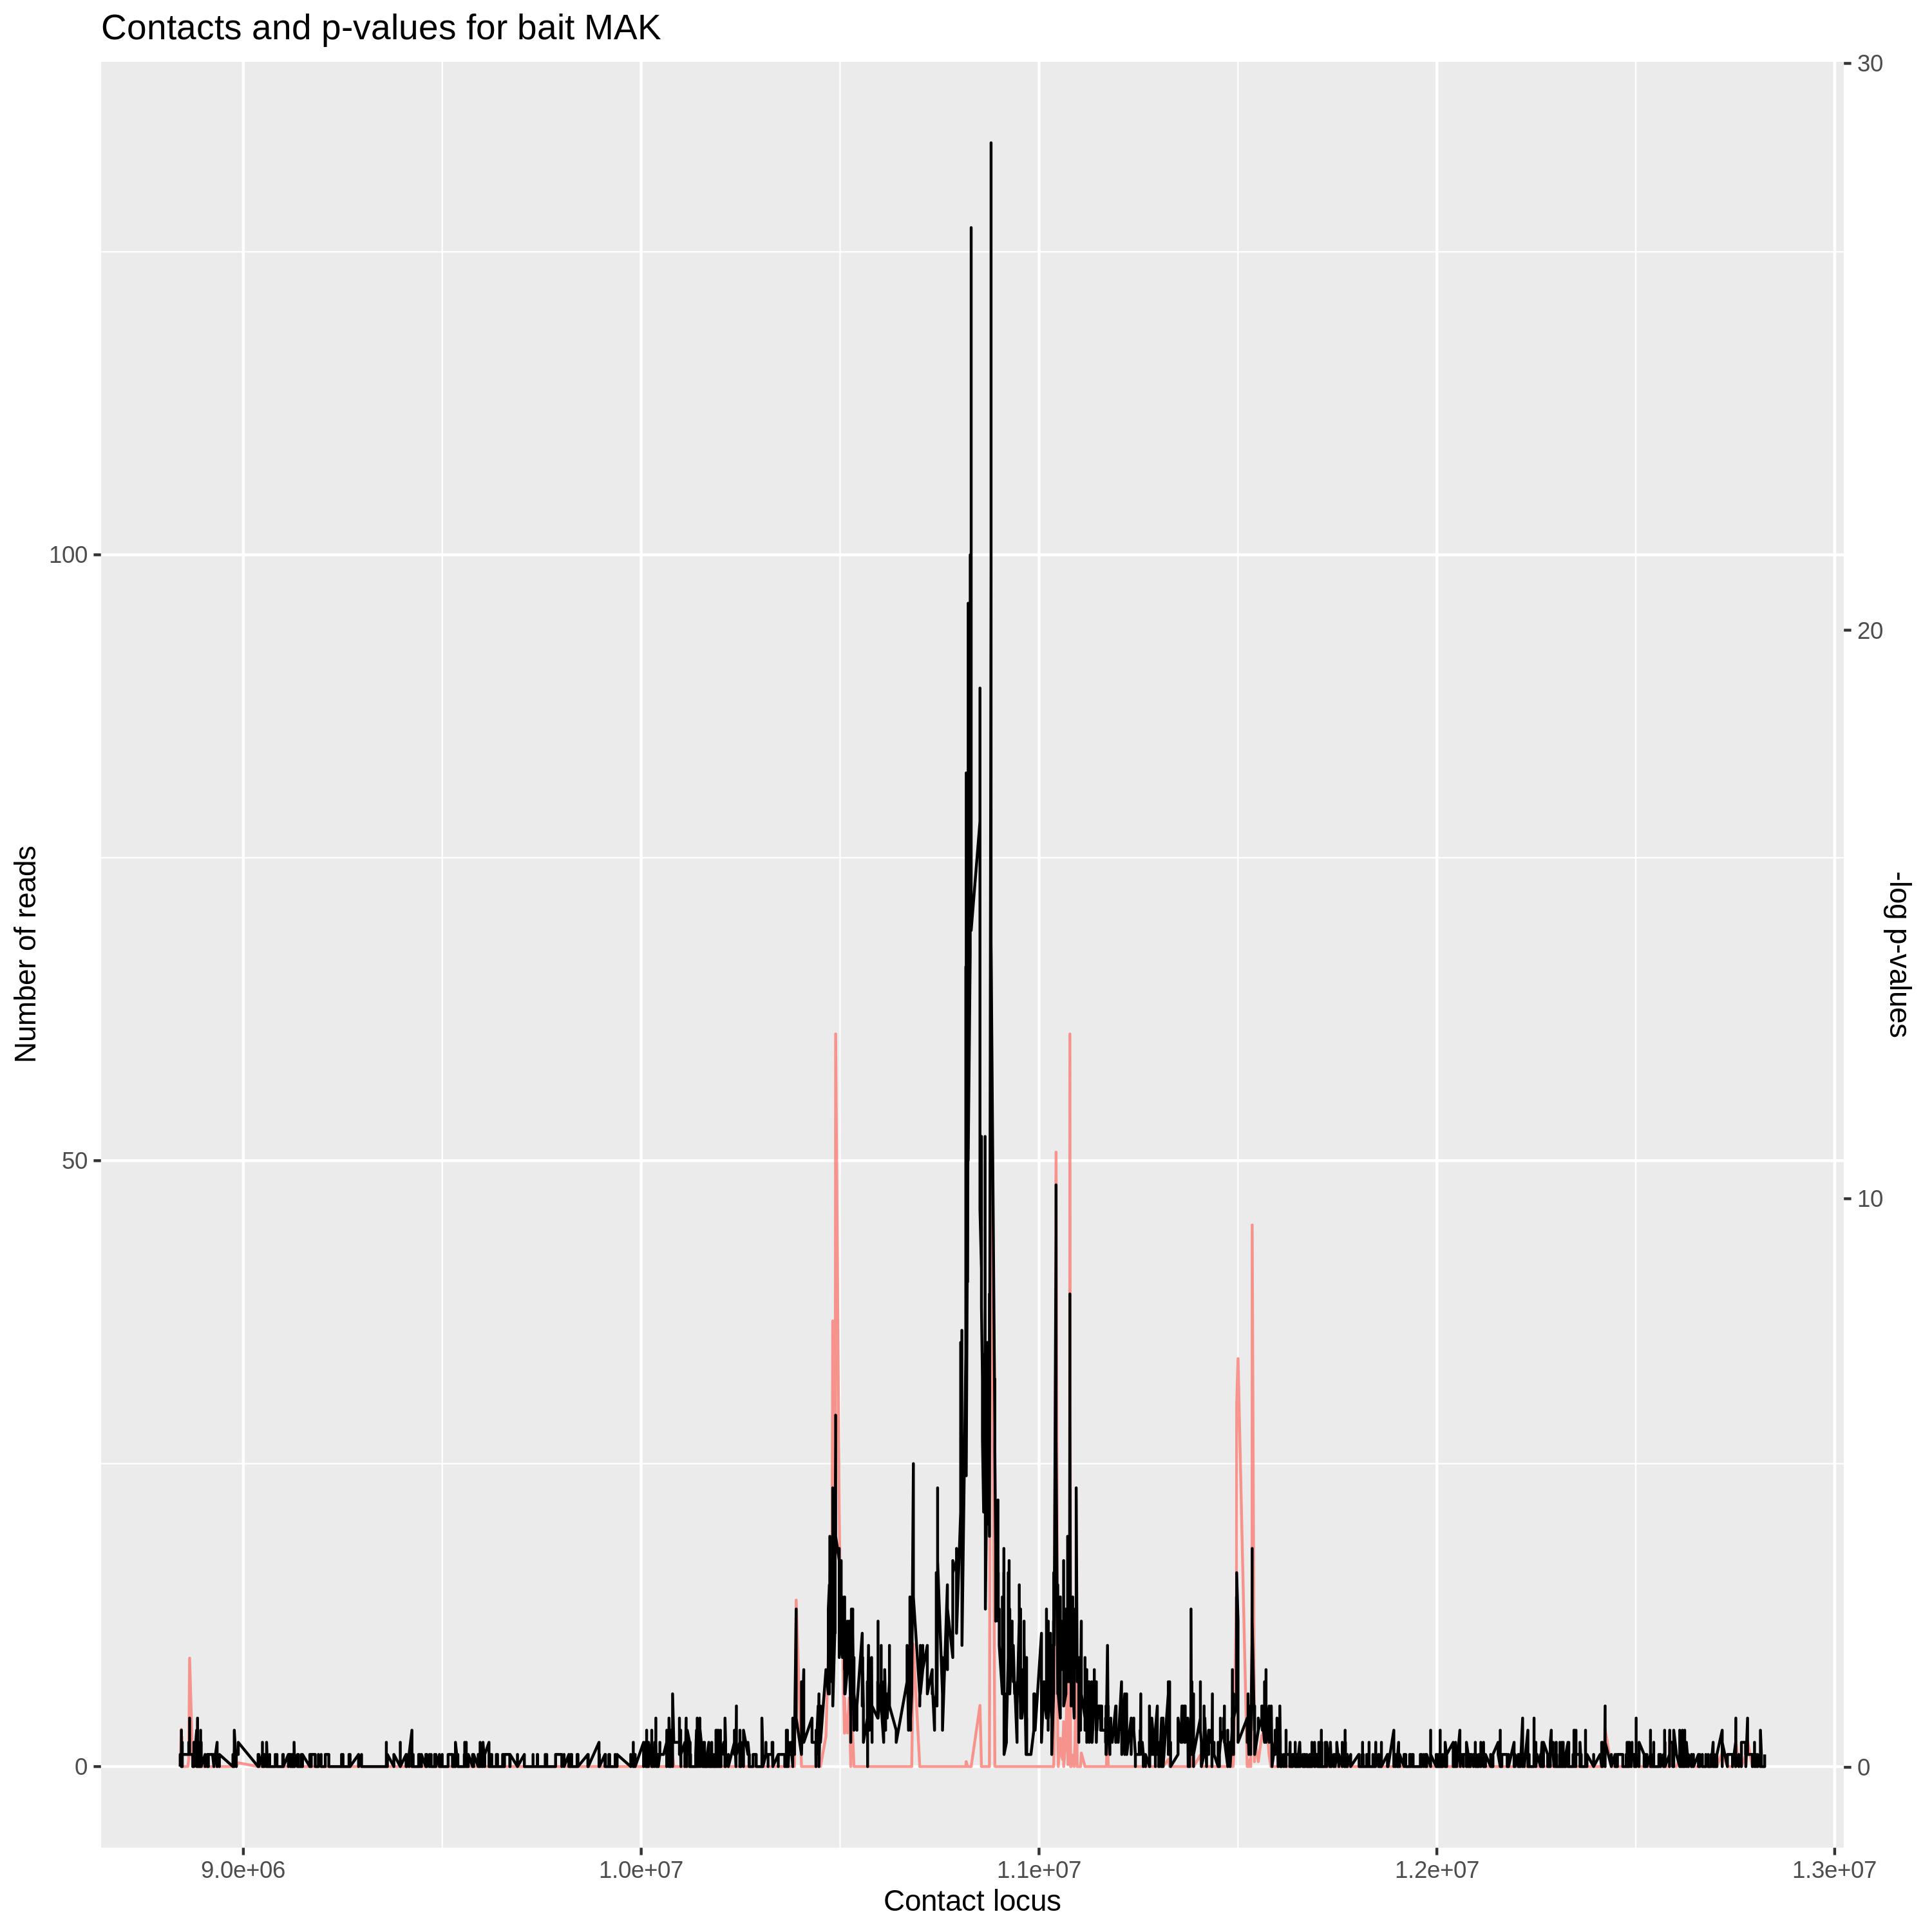 Contacts and p-values for bait MAK
Number of reads
100
50
0
30
20
10
0
-log p-values
9.0e+06
1.0e+07
1.1e+07
1.2e+07
1.3e+07
Contact locus